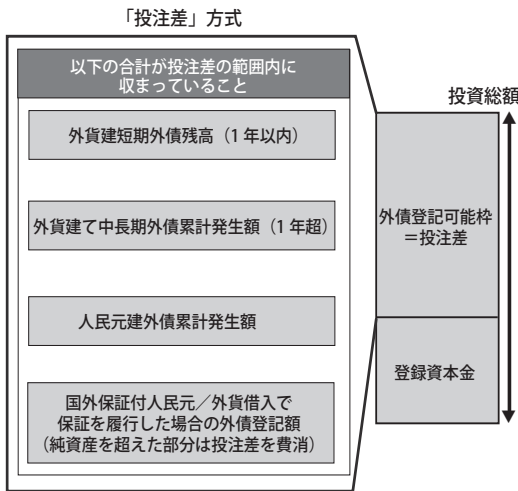 「投注差」方式
以下の合計が投注差の範囲内に
収まっていること
外貨建短期外債残高（1 年以内）
外貨建て中長期外債累計発生額（1 年超）
人民元建外債累計発生額
国外保証付人民元／外貨借入で
保証を履行した場合の外債登記額
（純資産を超えた部分は投注差を費消）
投資総額
外債登記可能枠
＝投注差
登録資本金